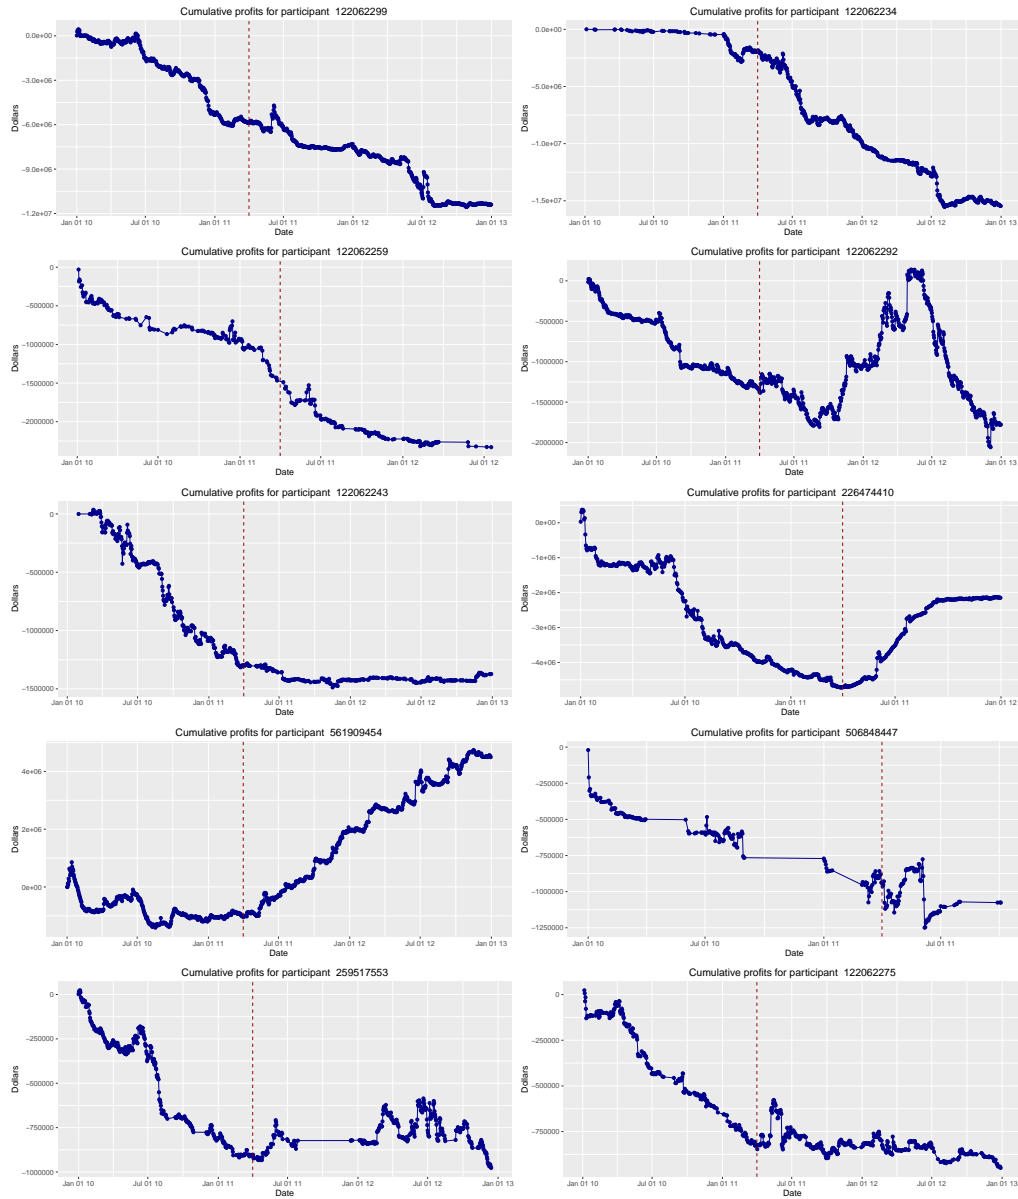 Cumulative profits for participant 122062299
0.0e+00
−3.0e+06
−6.0e+06
−9.0e+06
−1.2e+07
Dollars
Jan 01 10 Jul 01 10 Jan 01 11 Jul 01 11 Jan 01 12 Jul 01 12 Jan 01 13
Date
Cumulative profits for participant 122062234
0.0e+00
−5.0e+06
−1.0e+07
−1.5e+07
Dollars
Jan 01 10 Jul 01 10 Jan 01 11 Jul 01 11 Jan 01 12 Jul 01 12 Jan 01 13
Date
Cumulative profits for participant 122062259
0
−500000
−1000000
−1500000
−2000000
Dollars
Jan 01 10 Jul 01 10 Jan 01 11 Jul 01 11 Jan 01 12 Jul 01 12
Date
Cumulative profits for participant 122062292
0
−500000
−1000000
−1500000
−2000000
Dollars
Jan 01 10 Jul 01 10 Jan 01 11 Jul 01 11 Jan 01 12 Jul 01 12 Jan 01 13
Date
Cumulative profits for participant 122062243
0
−500000
−1000000
−1500000
Dollars
Jan 01 10 Jul 01 10 Jan 01 11 Jul 01 11 Jan 01 12 Jul 01 12 Jan 01 13
Date
Cumulative profits for participant 226474410
0e+00
−1e+06
−2e+06
−3e+06
−4e+06
Dollars
Jan 01 10 Jul 01 10 Jan 01 11 Jul 01 11 Jan 01 12
Date
Cumulative profits for participant 561909454
4e+06
2e+06
0e+00
Dollars
Jan 01 10 Jul 01 10 Jan 01 11 Jul 01 11 Jan 01 12 Jul 01 12 Jan 01 13
Date
Cumulative profits for participant 506848447
0
−250000
−500000
−750000
−1000000
−1250000
Dollars
Jan 01 10 Jul 01 10 Jan 01 11 Jul 01 11
Date
Cumulative profits for participant 259517553
0
−250000
−500000
−750000
−1000000
Dollars
Jan 01 10 Jul 01 10 Jan 01 11 Jul 01 11 Jan 01 12 Jul 01 12 Jan 01 13
Date
Cumulative profits for participant 122062275
0
−250000
−500000
−750000
Dollars
Jan 01 10 Jul 01 10 Jan 01 11 Jul 01 11 Jan 01 12 Jul 01 12 Jan 01 13
Date